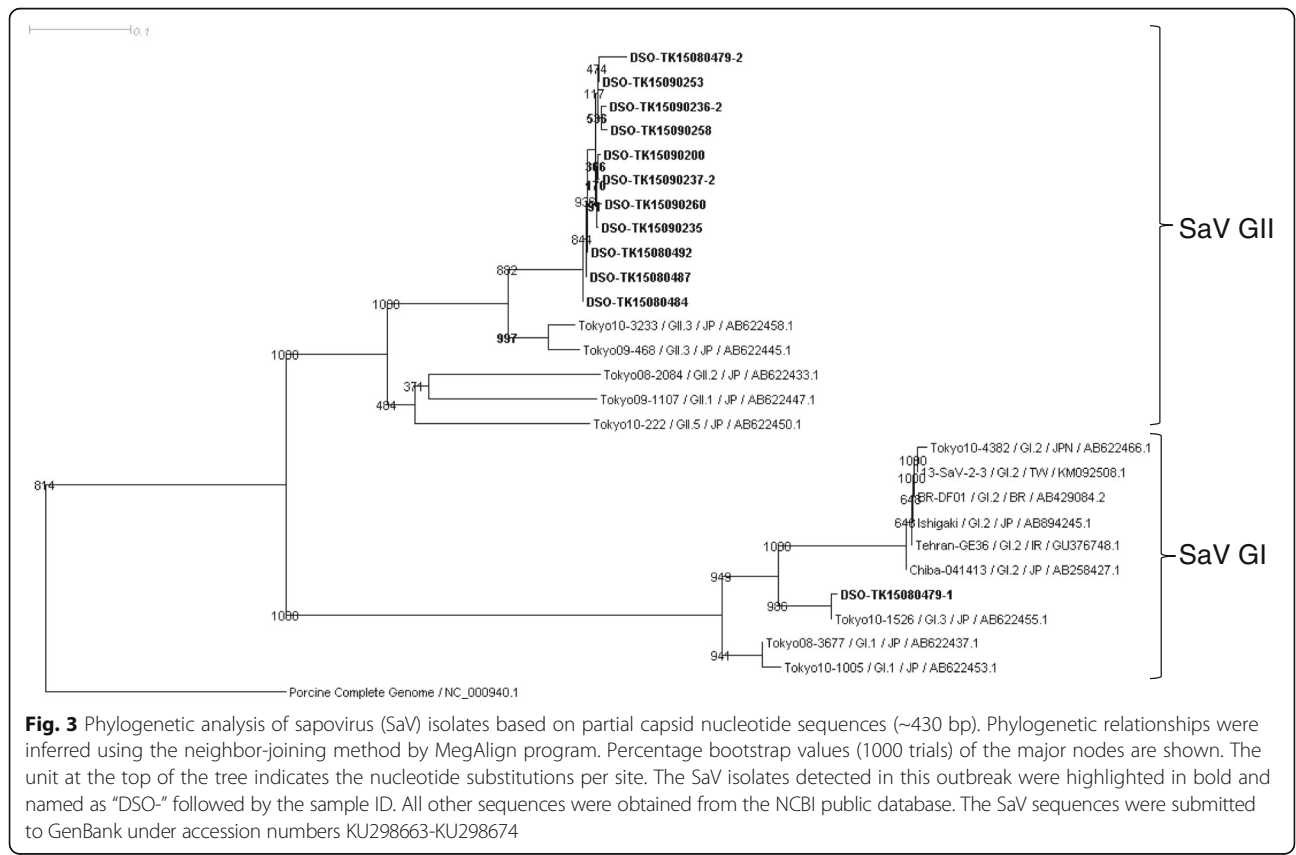 0.1
DSO-TK15080479-2
474
DSO-TK15090253
117
DSO-TK15090236-2
536
DSO-TK15090258
DSO-TK15090200
366
DSO-TK15090237-2
170
938
DSO-TK15090260
91
DSO-TK15090235
SaV GII
844
DSO-TK15080492
882
DSO-TK15080487
1000
DSO-TK15080484
Tokyo10-3233 / GII.3 / JP / AB622458.1
997
Tokyo09-468 / GII.3 / JP / AB622445.1
1000
Tokyo08-2084 / GII.2 / JP / AB622433.1
371
Tokyo09-1107 / GII.1 / JP / AB622447.1
484
Tokyo10-222 / GII.5 / JP / AB622450.1
Tokyo10-4382 / GI.2 / JPN / AB622466.1
1000
13-SaV-2-3 / GI.2 / TW / KM092508.1
1000
814
BR-DF01 / GI.2 / BR / AB429084.2
648
Ishigaki / GI.2 / JP / AB894245.1
646
1000
Tehran-GE36 / GI.2 / IR / GU376748.1
SaV GI
Chiba-041413 / GI.2 / JP / AB258427.1
949
DSO-TK15080479-1
986
1000
Tokyo10-1526 / GI.3 / JP / AB622455.1
Tokyo08-3677 / GI.1 / JP / AB622437.1
941
Tokyo10-1005 / GI.1 / JP / AB622453.1
Porcine Complete Genome / NC_000940.1
Fig. 3 Phylogenetic analysis of sapovirus (SaV) isolates based on partial capsid nucleotide sequences (~430 bp). Phylogenetic relationships were
inferred using the neighbor-joining method by MegAlign program. Percentage bootstrap values (1000 trials) of the major nodes are shown. The
unit at the top of the tree indicates the nucleotide substitutions per site. The SaV isolates detected in this outbreak were highlighted in bold and
named as “DSO-” followed by the sample ID. All other sequences were obtained from the NCBI public database. The SaV sequences were submitted
to GenBank under accession numbers KU298663-KU298674